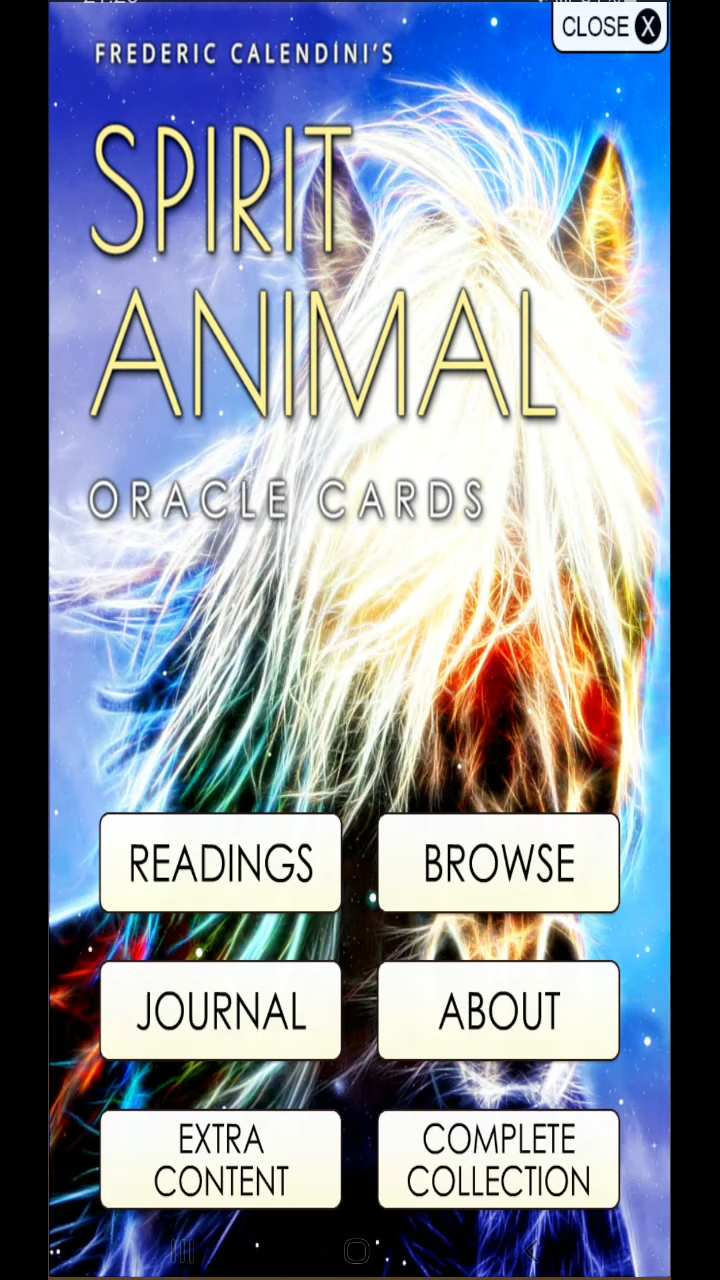 CLOSE X
FREDERIC CALENDINI'S
SPIRIT
ANIMAL
ORACLE CARDS
READINGS
BROWSE
JOURNAL
ABOUT
EXTRA
CONTENT
COMPLETE
COLLECTION